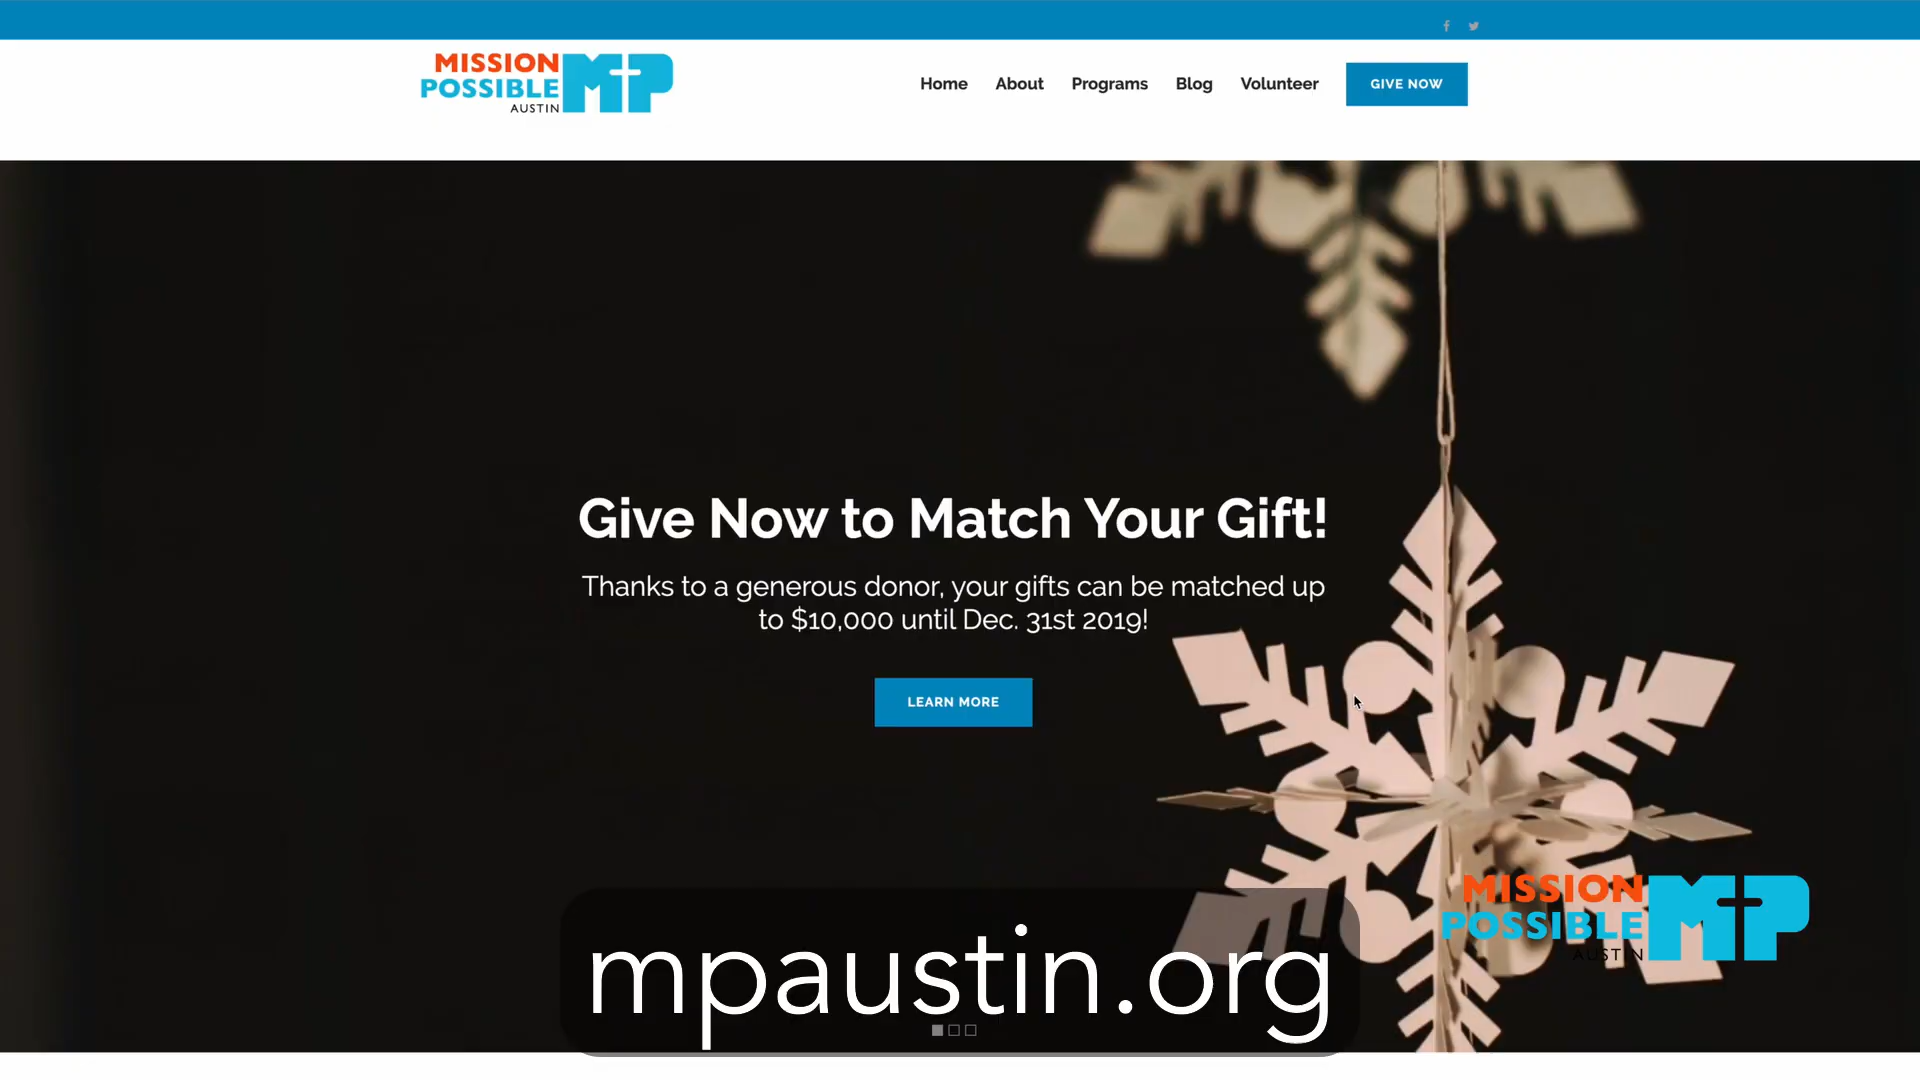 MISSION
POSSIBLE
AUSTIN
MP
Home About Programs Blog Volunteer GIVE NOW
Give Now to Match Your Gift!
Thanks to a generous donor, your gifts can be matched up
to $10,000 until Dec. 31st 2019!
LEARN MORE
MISSION
POSSIBLE
AUSTIN
MP
mpaustin.org